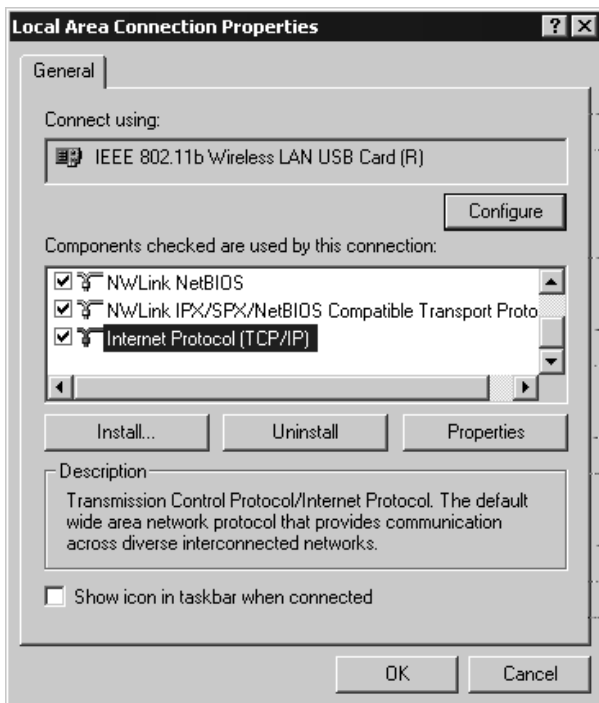 Local Area Connection Properties
General
Connect using:
IEEE 802.11b Wireless LAN USB Card (R)
Configure
Components checked are used by this connection:
NWLink NetBIOS
NWLink IPX/SPX/NetBIOS Compatible Transport Proto
Internet Protocol (TCP/IP)
Install... Uninstall Properties
Description
Transmission Control Protocol/Internet Protocol. The default
wide area network protocol that provides communication
across diverse interconnected networks.
Show icon in taskbar when connected
OK Cancel